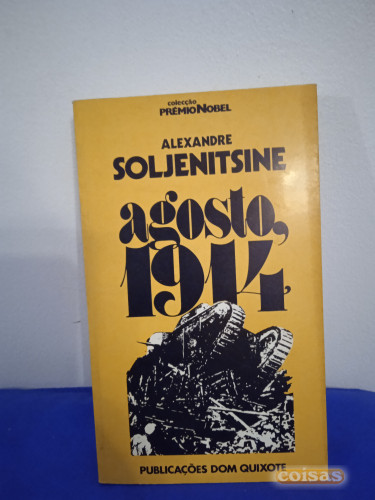 colecção
PRÉMIO NOBEL
ALEXANDRE
SOLJENITSINE
agosto,
1914
PUBLICAÇÕES DOM QUIXOTE
coisas